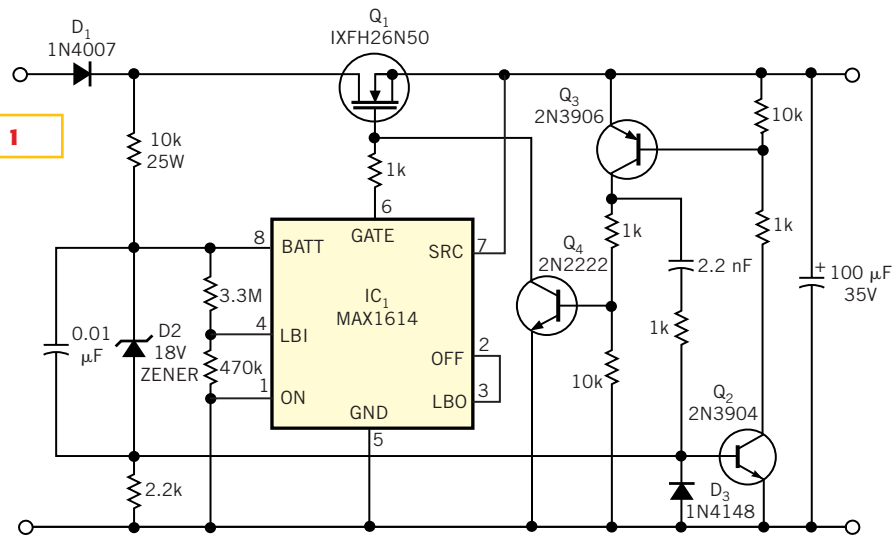 D1
1N4007
Q1
IXFH26N50
Q3
2N3906
10k
1
10k
25W
1k
6
GATE
8
BATT
SRC
7
1k
Q4
2N2222
2.2 nF
1k
+
100 µF
35V
3.3M
IC1
MAX1614
4
LBI
0.01
µF
D2
18V
ZENER
470k
OFF
2
1k
1
ON
LBO
3
10k
GND
5
Q2
2N3904
2.2k
D3
1N4148